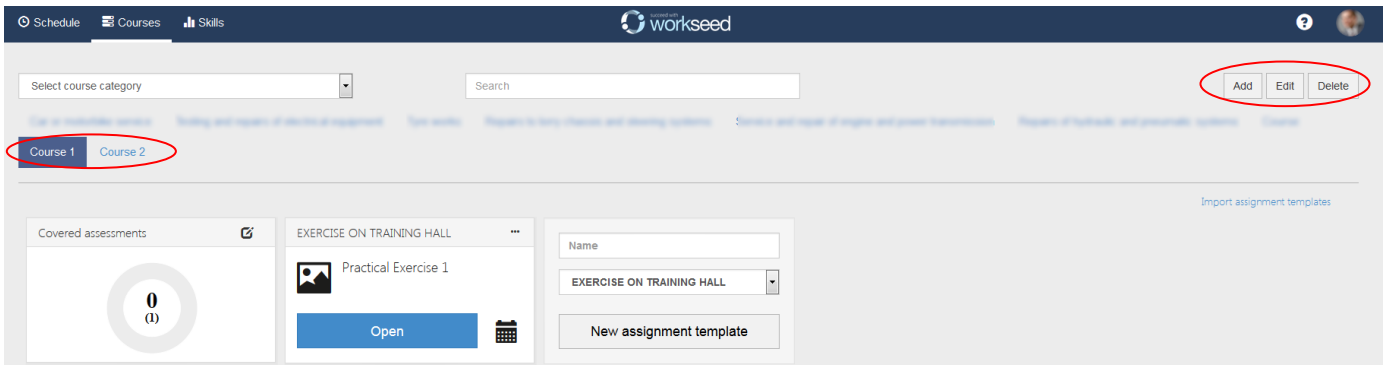 Schedule Courses Skills succeed with workseed ?
Select course category Search Add Edit Delete
Car or motorbike service Testing and repairs of electrical equipment Tyre works Repairs to lorry chassis and steering systems Service and repair of engine and power transmission Repairs of hydraulic and pneumatic systems Course
Course 1 Course 2
Import assignment templates
Covered assessments
0
(1)
EXERCISE ON TRAINING HALL ...
Practical Exercise 1
Open
Name
EXERCISE ON TRAINING HALL
New assignment template